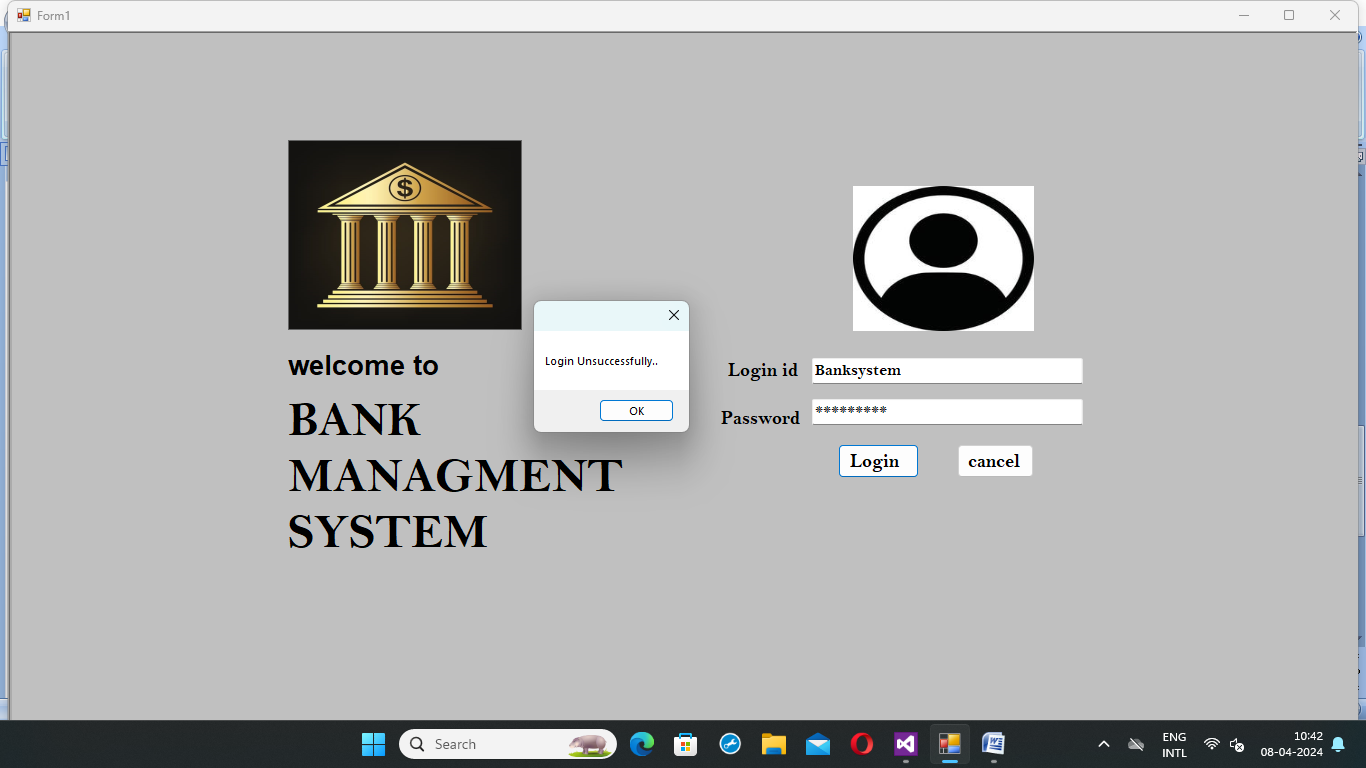 Form1
$
welcome to
BANK
MANAGMENT
SYSTEM
Login Unsuccessfully..
OK
Login id Banksystem
Password *********
Login cancel
Search
ENG
INTL
10:42
08-04-2024